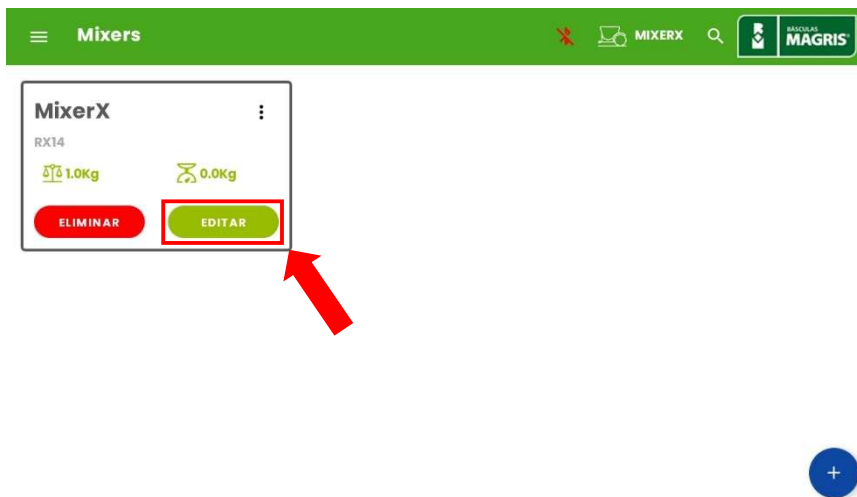 Mixers
MIXERX
BÁSCULAS
MAGRIS
MixerX
RX14
1.0Kg
0.0Kg
ELIMINAR
EDITAR